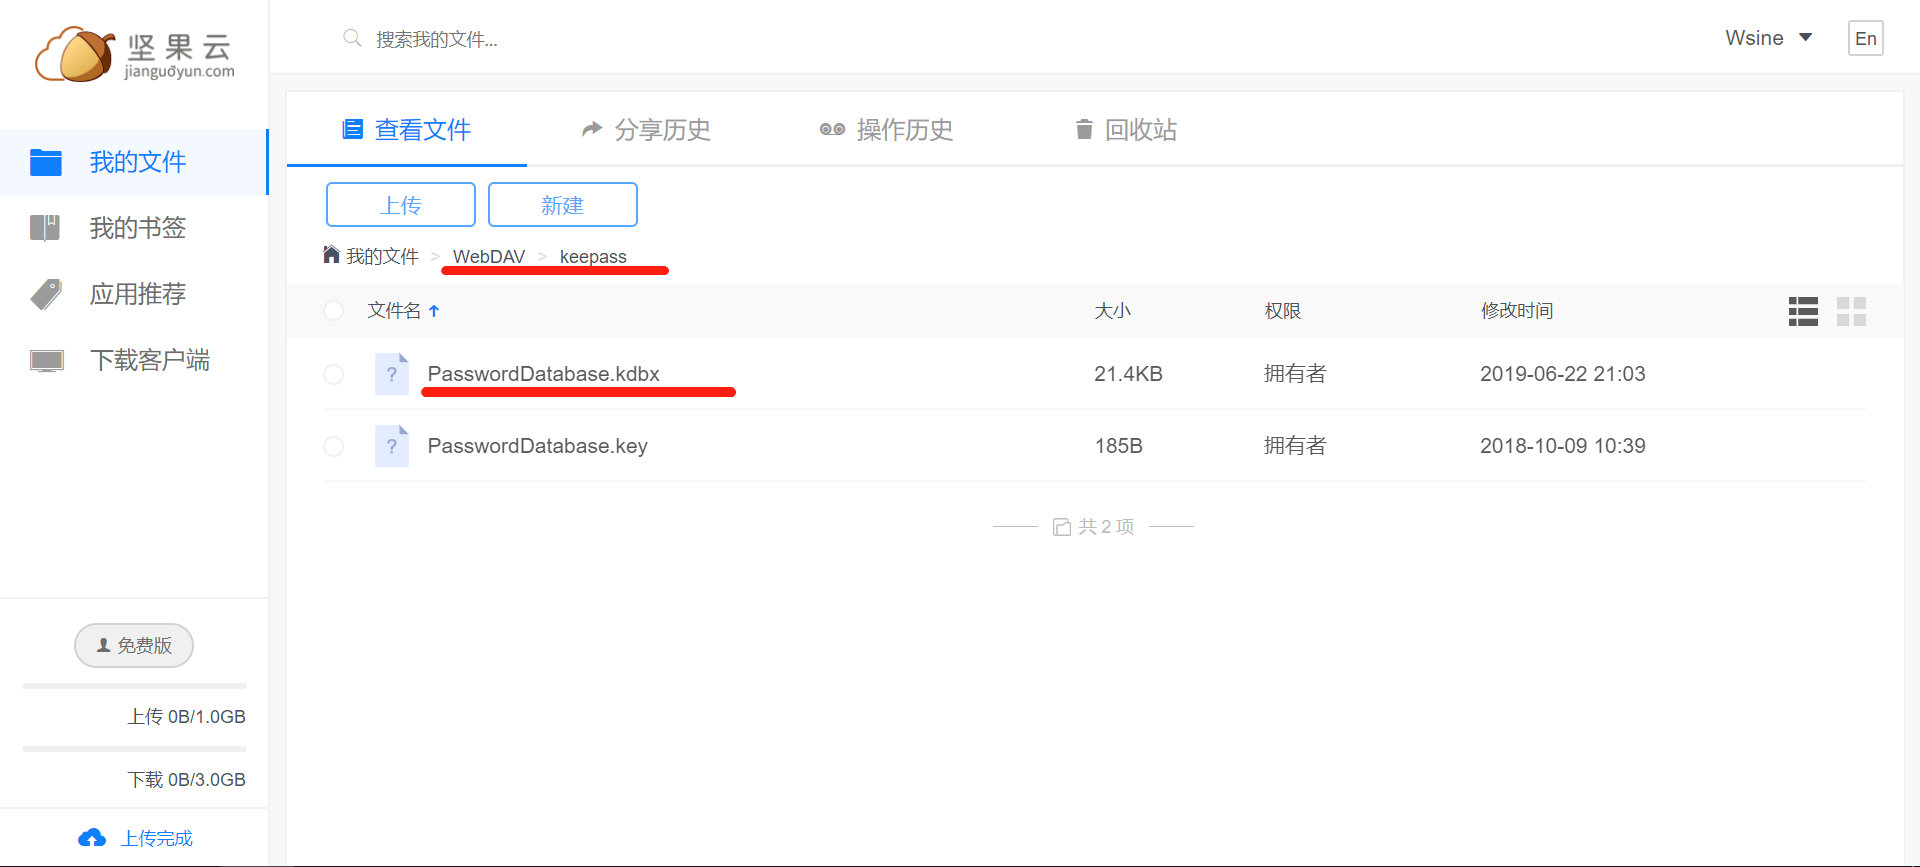 坚果云
jianguoyun.com
搜索我的文件...
Wsine
En
我的文件
我的书签
应用推荐
下载客户端
查看文件
分享历史
操作历史
回收站
上传
新建
我的文件 > WebDAV > keepass
文件名 大小 权限 修改时间
PasswordDatabase.kdbx 21.4KB 拥有者 2019-06-22 21:03
PasswordDatabase.key 185B 拥有者 2018-10-09 10:39
共 2 项
免费版
上传 0B/1.0GB
下载 0B/3.0GB
上传完成